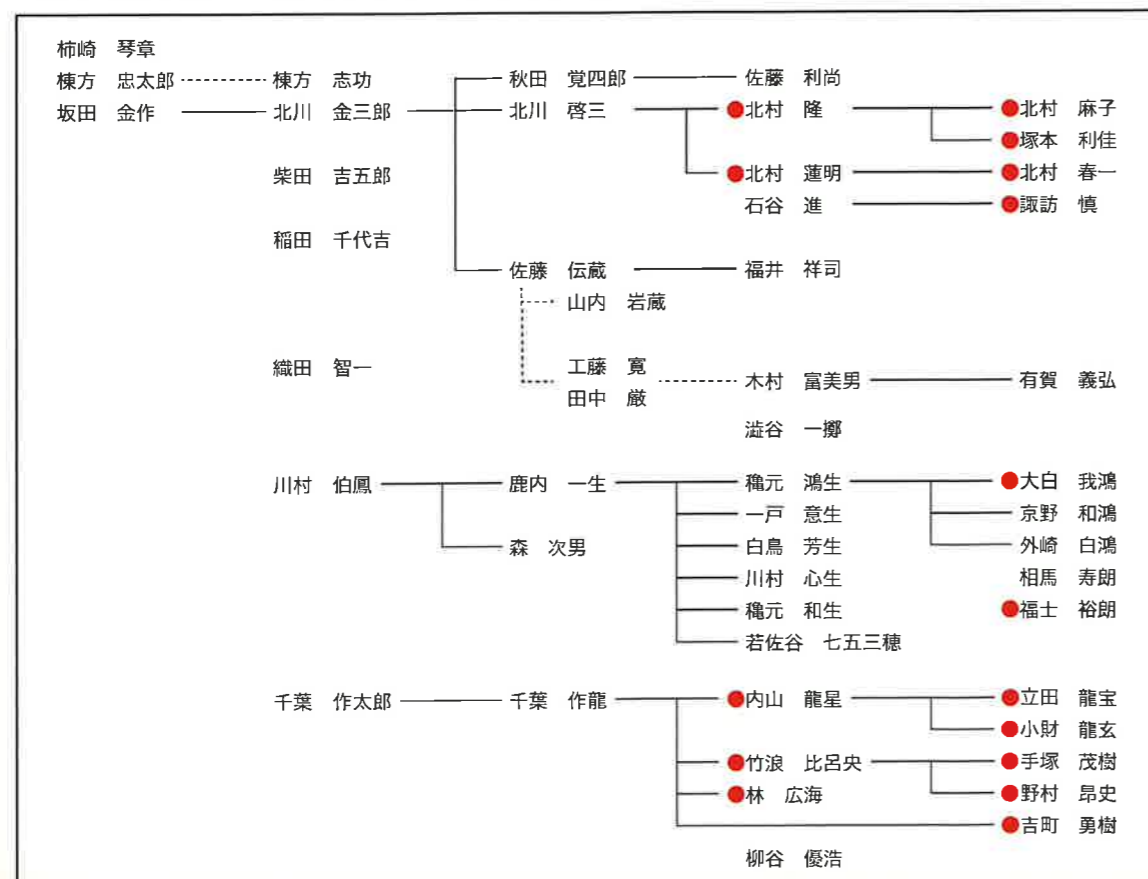 柿崎 琴章
棟方 忠太郎 棟方 志功 秋田 覚四郎 佐藤 利尚
坂田 金作 北川 金三郎 北川 啓三 北村 隆 北村 麻子
塚本 利佳
柴田 吉五郎 北村 蓮明 北村 春一
石谷 進 諏訪 慎
稲田 千代吉
佐藤 伝蔵 福井 祥司
山内 岩蔵
織田 智一 工藤 寛
木村 富美男 有賀 義弘
田中 厳
澁谷 一擲
川村 伯鳳 鹿内 一生 穐元 鴻生 大白 我鴻
一戸 意生 京野 和鴻
森 次男 白鳥 芳生 外崎 白鴻
川村 心生 相馬 寿朗
穐元 和生 福士 裕朗
若佐谷 七五三穂
千葉 作太郎 千葉 作龍 内山 龍星 立田 龍宝
小財 龍玄
竹浪 比呂央 手塚 茂樹
林 広海 野村 昂史
吉町 勇樹
柳谷 優浩